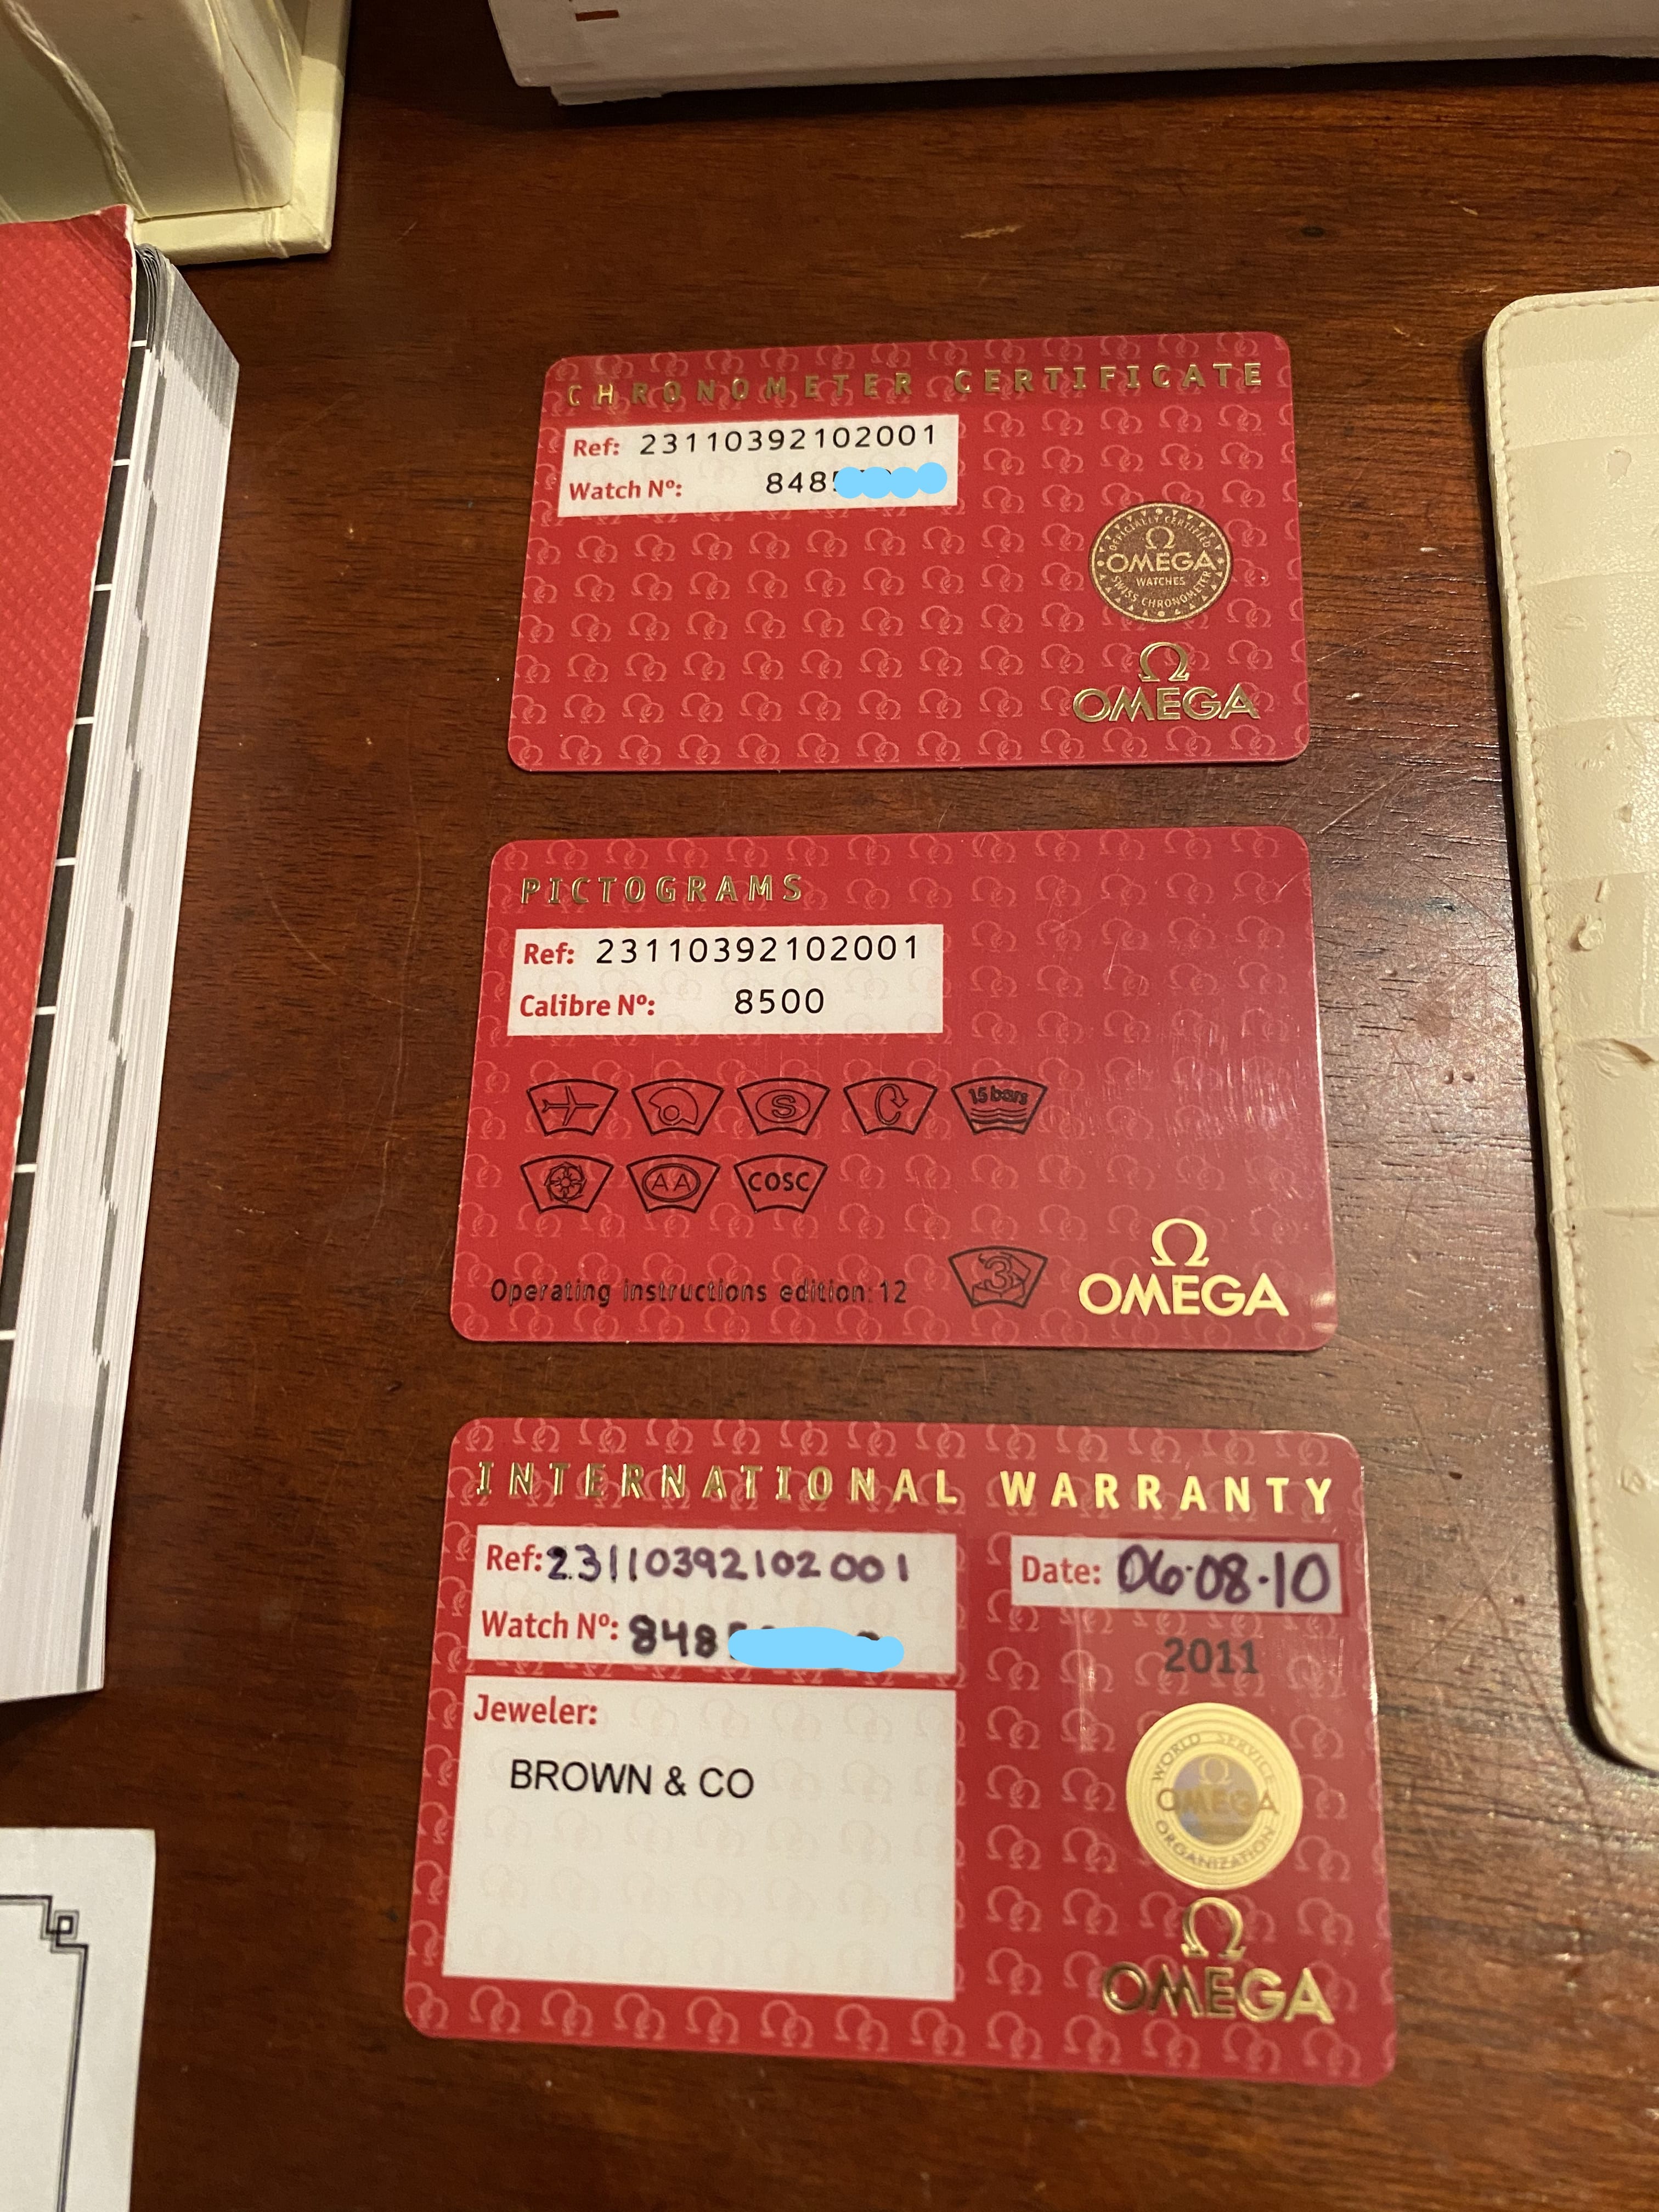 CHRONOMETER CERTIFICATE
Ref: 23110392102001
Watch Nº: 848
OFFICIALLY CERTIFIED
Ω
OMEGA
WATCHES
SWISS CHRONOMETER
Ω
OMEGA
PICTOGRAMS
Ref: 23110392102001
Calibre Nº: 8500
S
15 bars
AA
COSC
Operating instructions edition: 12
3
Ω
OMEGA
INTERNATIONAL WARRANTY
Ref: 23110392102001
Date: 06·08·10
Watch Nº: 848
2011
Jeweler:
BROWN & CO
WORLD SERVICE
Ω
OMEGA
ORGANIZATION
Ω
OMEGA